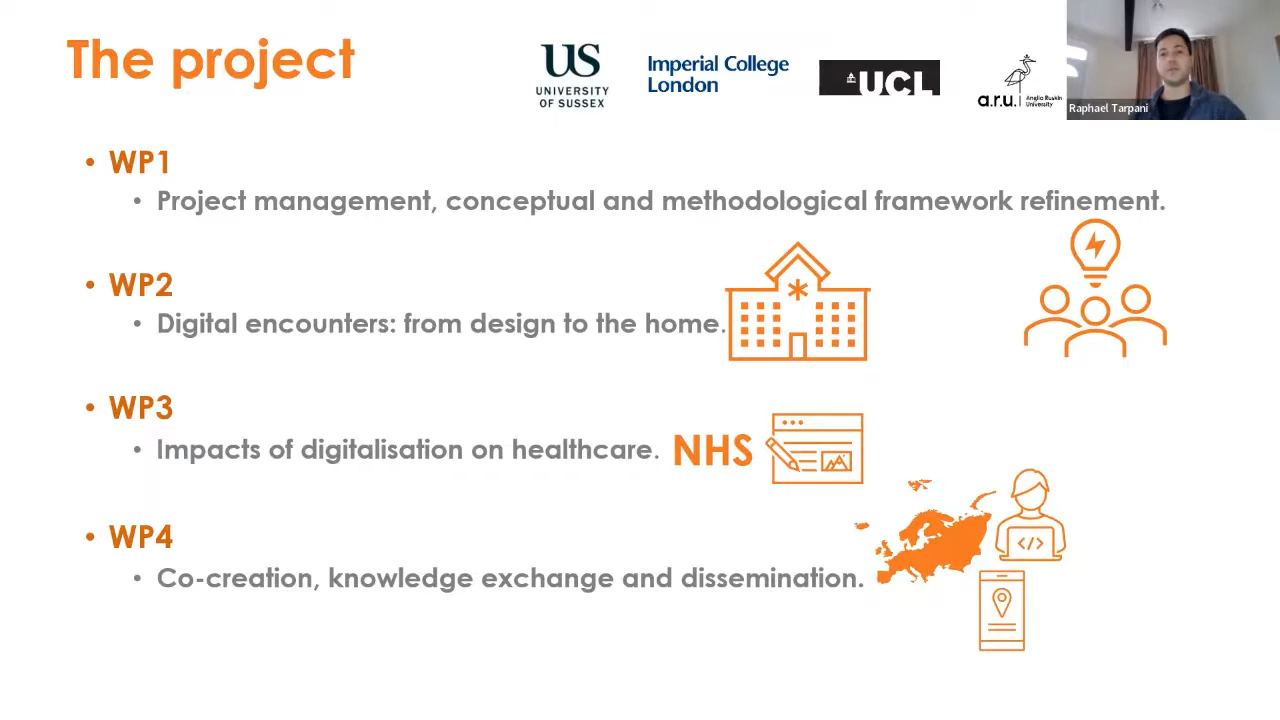 The project
US
UNIVERSITY
OF SUSSEX
Imperial College
London
UCL
a.r.u.
Anglia Ruskin
University
Raphael Tarpani
• WP1
• Project management, conceptual and methodological framework refinement.
• WP2
• Digital encounters: from design to the home.
• WP3
• Impacts of digitalisation on healthcare.
NHS
</>
• WP4
• Co-creation, knowledge exchange and dissemination.